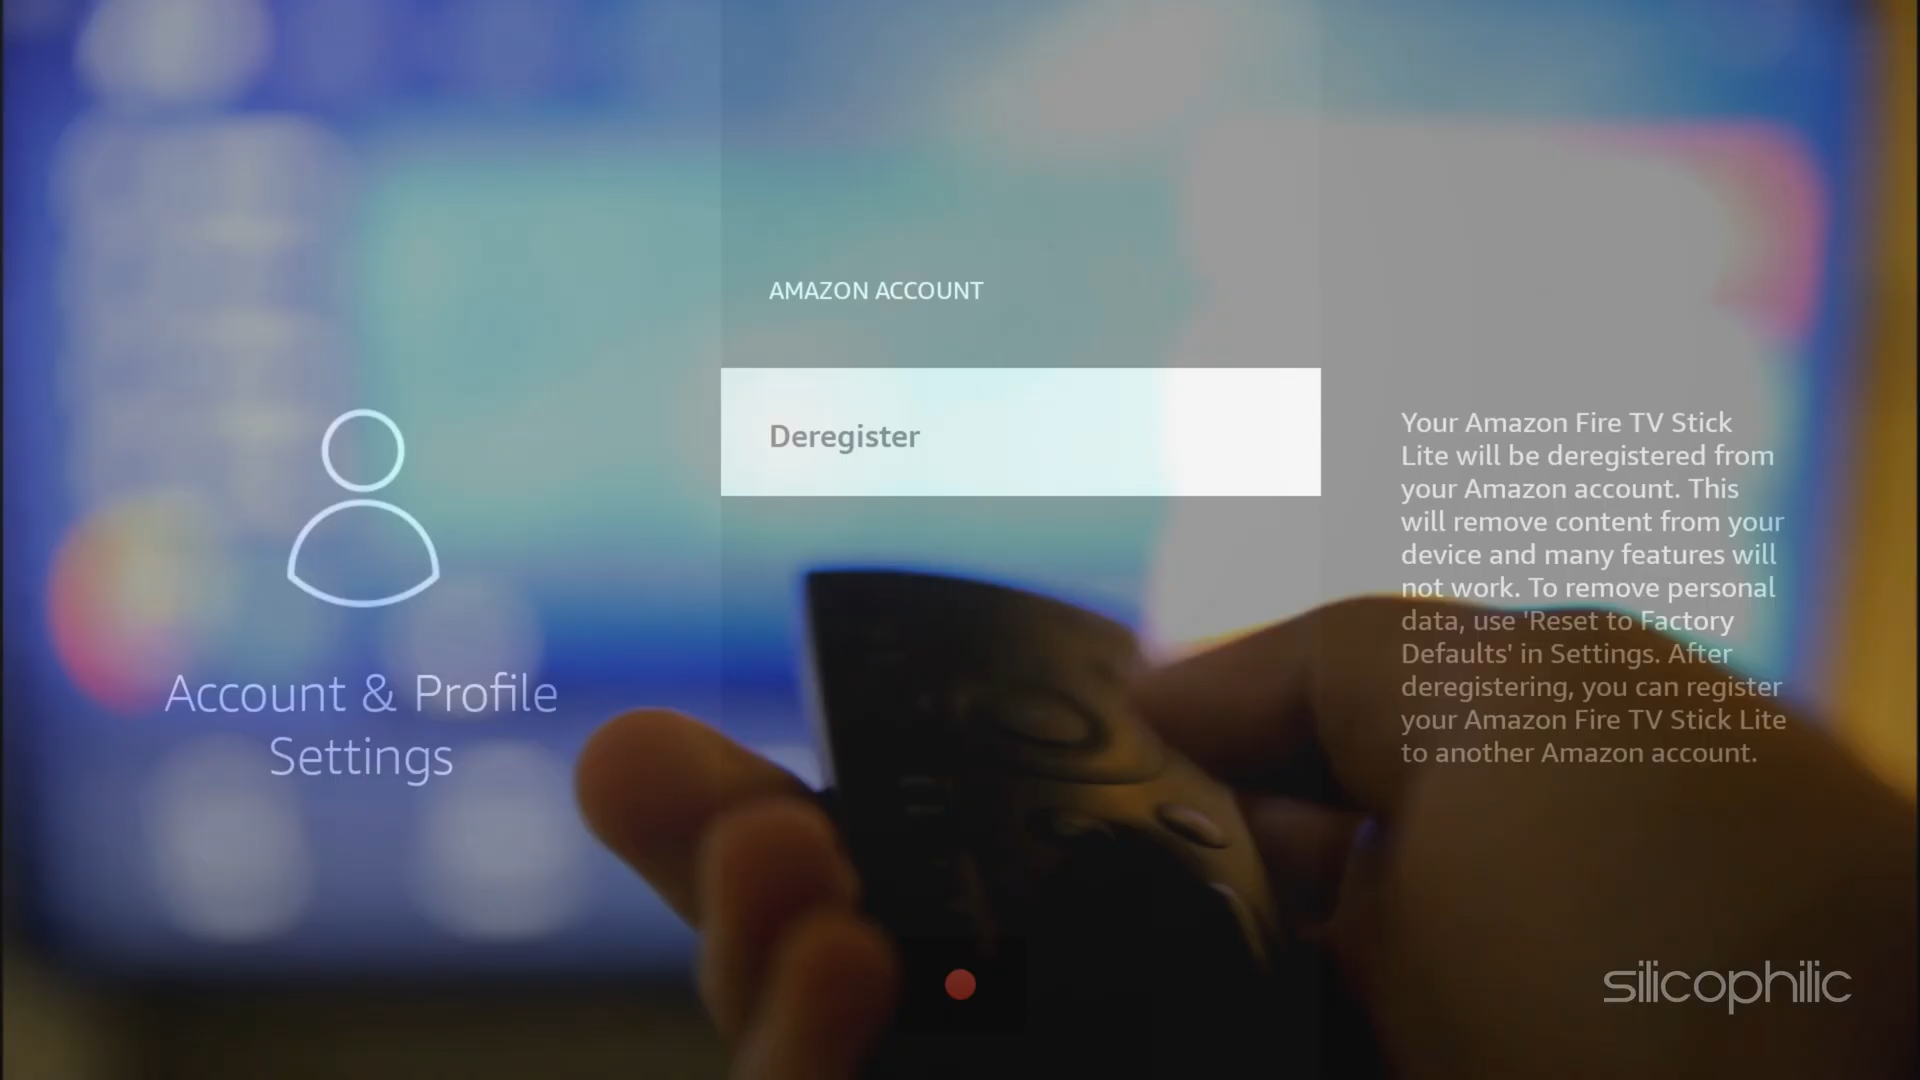 AMAZON ACCOUNT
Deregister
Account & Profile
Settings
Your Amazon Fire TV Stick
Lite will be deregistered from
your Amazon account. This
will remove content from your
device and many features will
not work. To remove personal
data, use 'Reset to Factory
Defaults' in Settings. After
deregistering, you can register
your Amazon Fire TV Stick Lite
to another Amazon account.
silicophilic